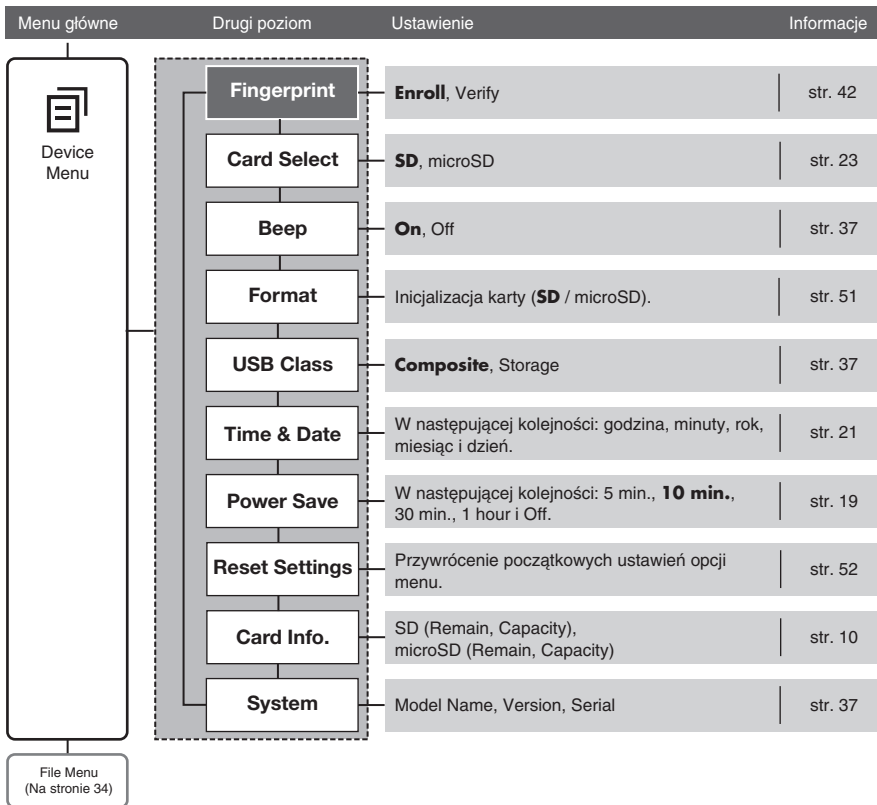 Menu główne Drugi poziom Ustawienie Informacje
Device
Menu
Fingerprint Enroll, Verify str. 42
Card Select SD, microSD str. 23
Beep On, Off str. 37
Format Inicjalizacja karty (SD / microSD). str. 51
USB Class Composite, Storage str. 37
Time & Date W następującej kolejności: godzina, minuty, rok, str. 21
miesiąc i dzień.
Power Save W następującej kolejności: 5 min., 10 min., str. 19
30 min., 1 hour i Off.
Reset Settings Przywrócenie początkowych ustawień opcji str. 52
menu.
Card Info. SD (Remain, Capacity), str. 10
microSD (Remain, Capacity)
System Model Name, Version, Serial str. 37
File Menu
(Na stronie 34)